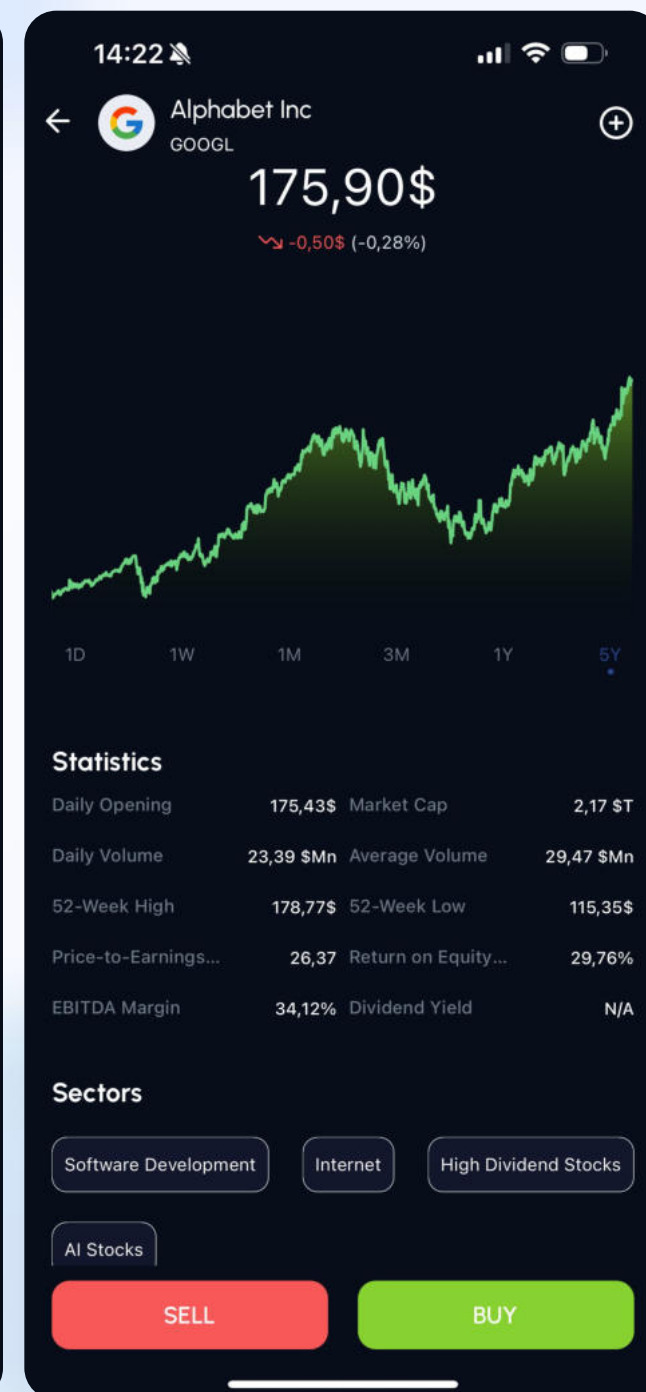 14:22
Alphabet Inc
GOOGL
175,90$
-0,50$ (-0,28%)
1D 1W 1M 3M 1Y 5Y
Statistics
Daily Opening 175,43$ Market Cap 2,17 $T
Daily Volume 23,39 $Mn Average Volume 29,47 $Mn
52-Week High 178,77$ 52-Week Low 115,35$
Price-to-Earnings... 26,37 Return on Equity... 29,76%
EBITDA Margin 34,12% Dividend Yield N/A
Sectors
Software Development Internet High Dividend Stocks
AI Stocks
SELL BUY